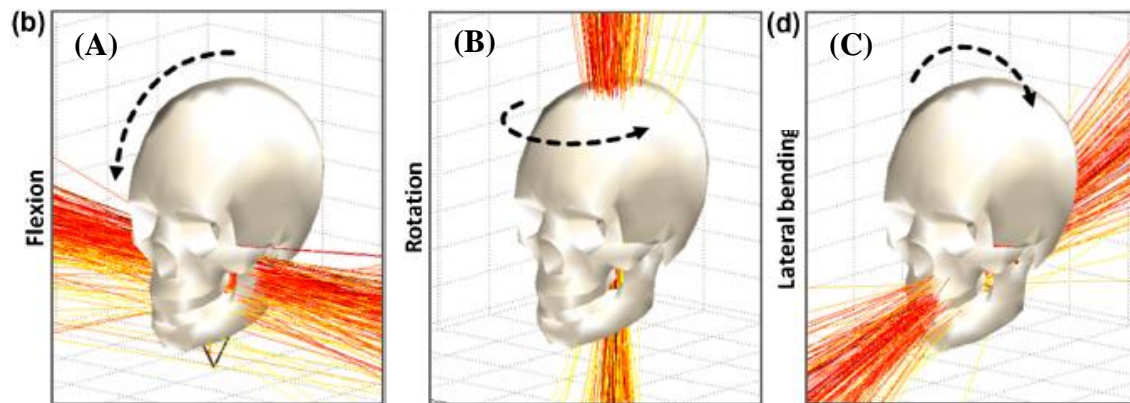 (b)
(A)
Flexion
(B)
Rotation
(d)
(C)
Lateral bending